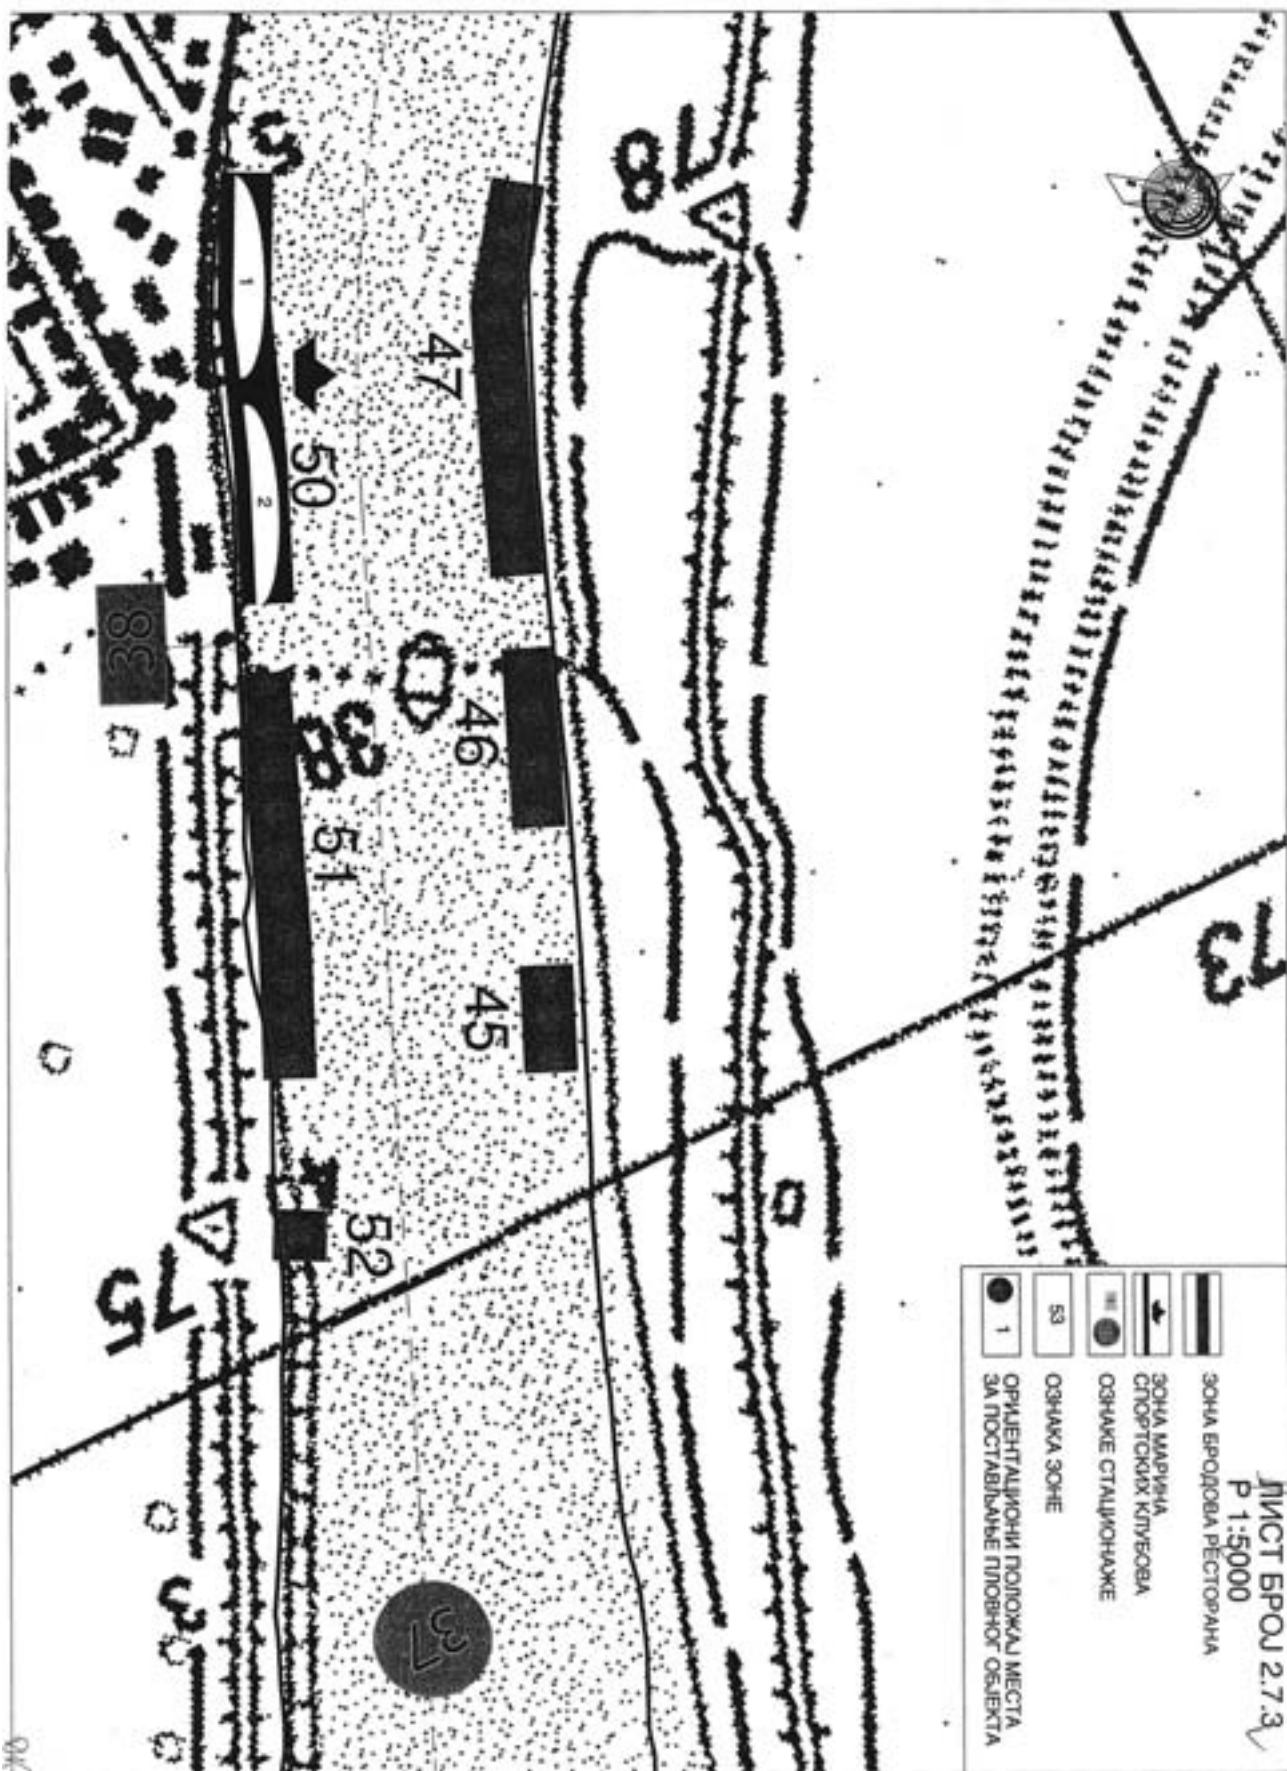 ЛИСТ БРОЈ 2.7.3
Р 1:5000
ЗОНА БРОДОВА РЕСТОРАНА
ЗОНА МАРИНА
СПОРТСКИХ КЛУБОВА
ОЗНАКЕ СТАЦИОНАЖЕ
53
ОЗНАКА ЗОНЕ
1
ОРИЈЕНТАЦИОНИ ПОЛОЖАЈ МЕСТА
ЗА ПОСТАВЉАЊЕ ПЛОВНОГ ОБЈЕКТА
73
78
47
46
45
5
1
2
50
38
51
52
38
75
3
37